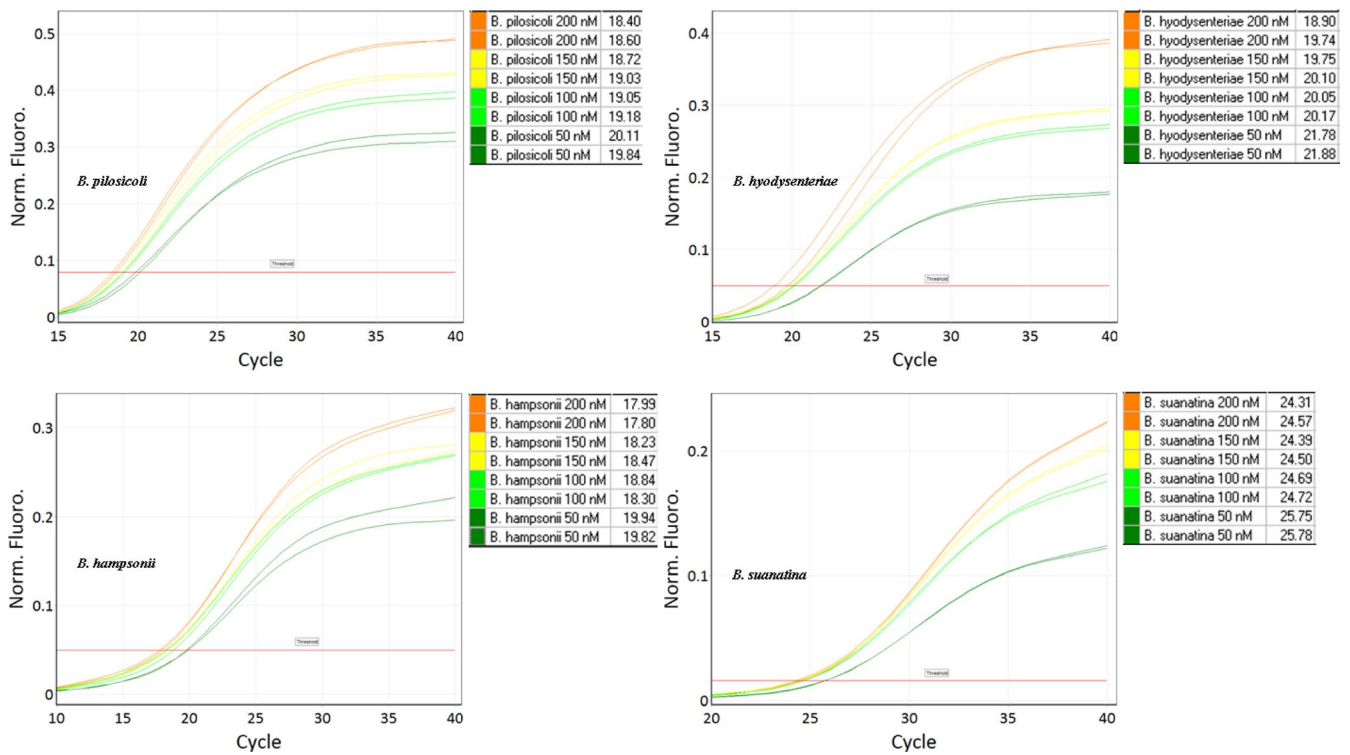 0.5
0.4
0.3
0.2
0.1
0
Norm. Fluoro.
B. pilosicoli
Threshold
15 20 25 30 35 40
Cycle
B. pilosicoli 200 nM 18.40
B. pilosicoli 200 nM 18.60
B. pilosicoli 150 nM 18.72
B. pilosicoli 150 nM 19.03
B. pilosicoli 100 nM 19.05
B. pilosicoli 100 nM 19.18
B. pilosicoli 50 nM 20.11
B. pilosicoli 50 nM 19.84
0.4
0.3
0.2
0.1
0
Norm. Fluoro.
B. hyodysenteriae
Threshold
15 20 25 30 35 40
Cycle
B. hyodysenteriae 200 nM 18.90
B. hyodysenteriae 200 nM 19.74
B. hyodysenteriae 150 nM 19.75
B. hyodysenteriae 150 nM 20.10
B. hyodysenteriae 100 nM 20.05
B. hyodysenteriae 100 nM 20.17
B. hyodysenteriae 50 nM 21.78
B. hyodysenteriae 50 nM 21.88
0.3
0.2
0.1
0
Norm. Fluoro.
B. hampsonii
Threshold
10 15 20 25 30 35 40
Cycle
B. hampsonii 200 nM 17.99
B. hampsonii 200 nM 17.80
B. hampsonii 150 nM 18.23
B. hampsonii 150 nM 18.47
B. hampsonii 100 nM 18.84
B. hampsonii 100 nM 18.30
B. hampsonii 50 nM 19.94
B. hampsonii 50 nM 19.82
0.2
0.1
0
Norm. Fluoro.
B. suanatina
Threshold
20 25 30 35 40
Cycle
B. suanatina 200 nM 24.31
B. suanatina 200 nM 24.57
B. suanatina 150 nM 24.39
B. suanatina 150 nM 24.50
B. suanatina 100 nM 24.69
B. suanatina 100 nM 24.72
B. suanatina 50 nM 25.75
B. suanatina 50 nM 25.78